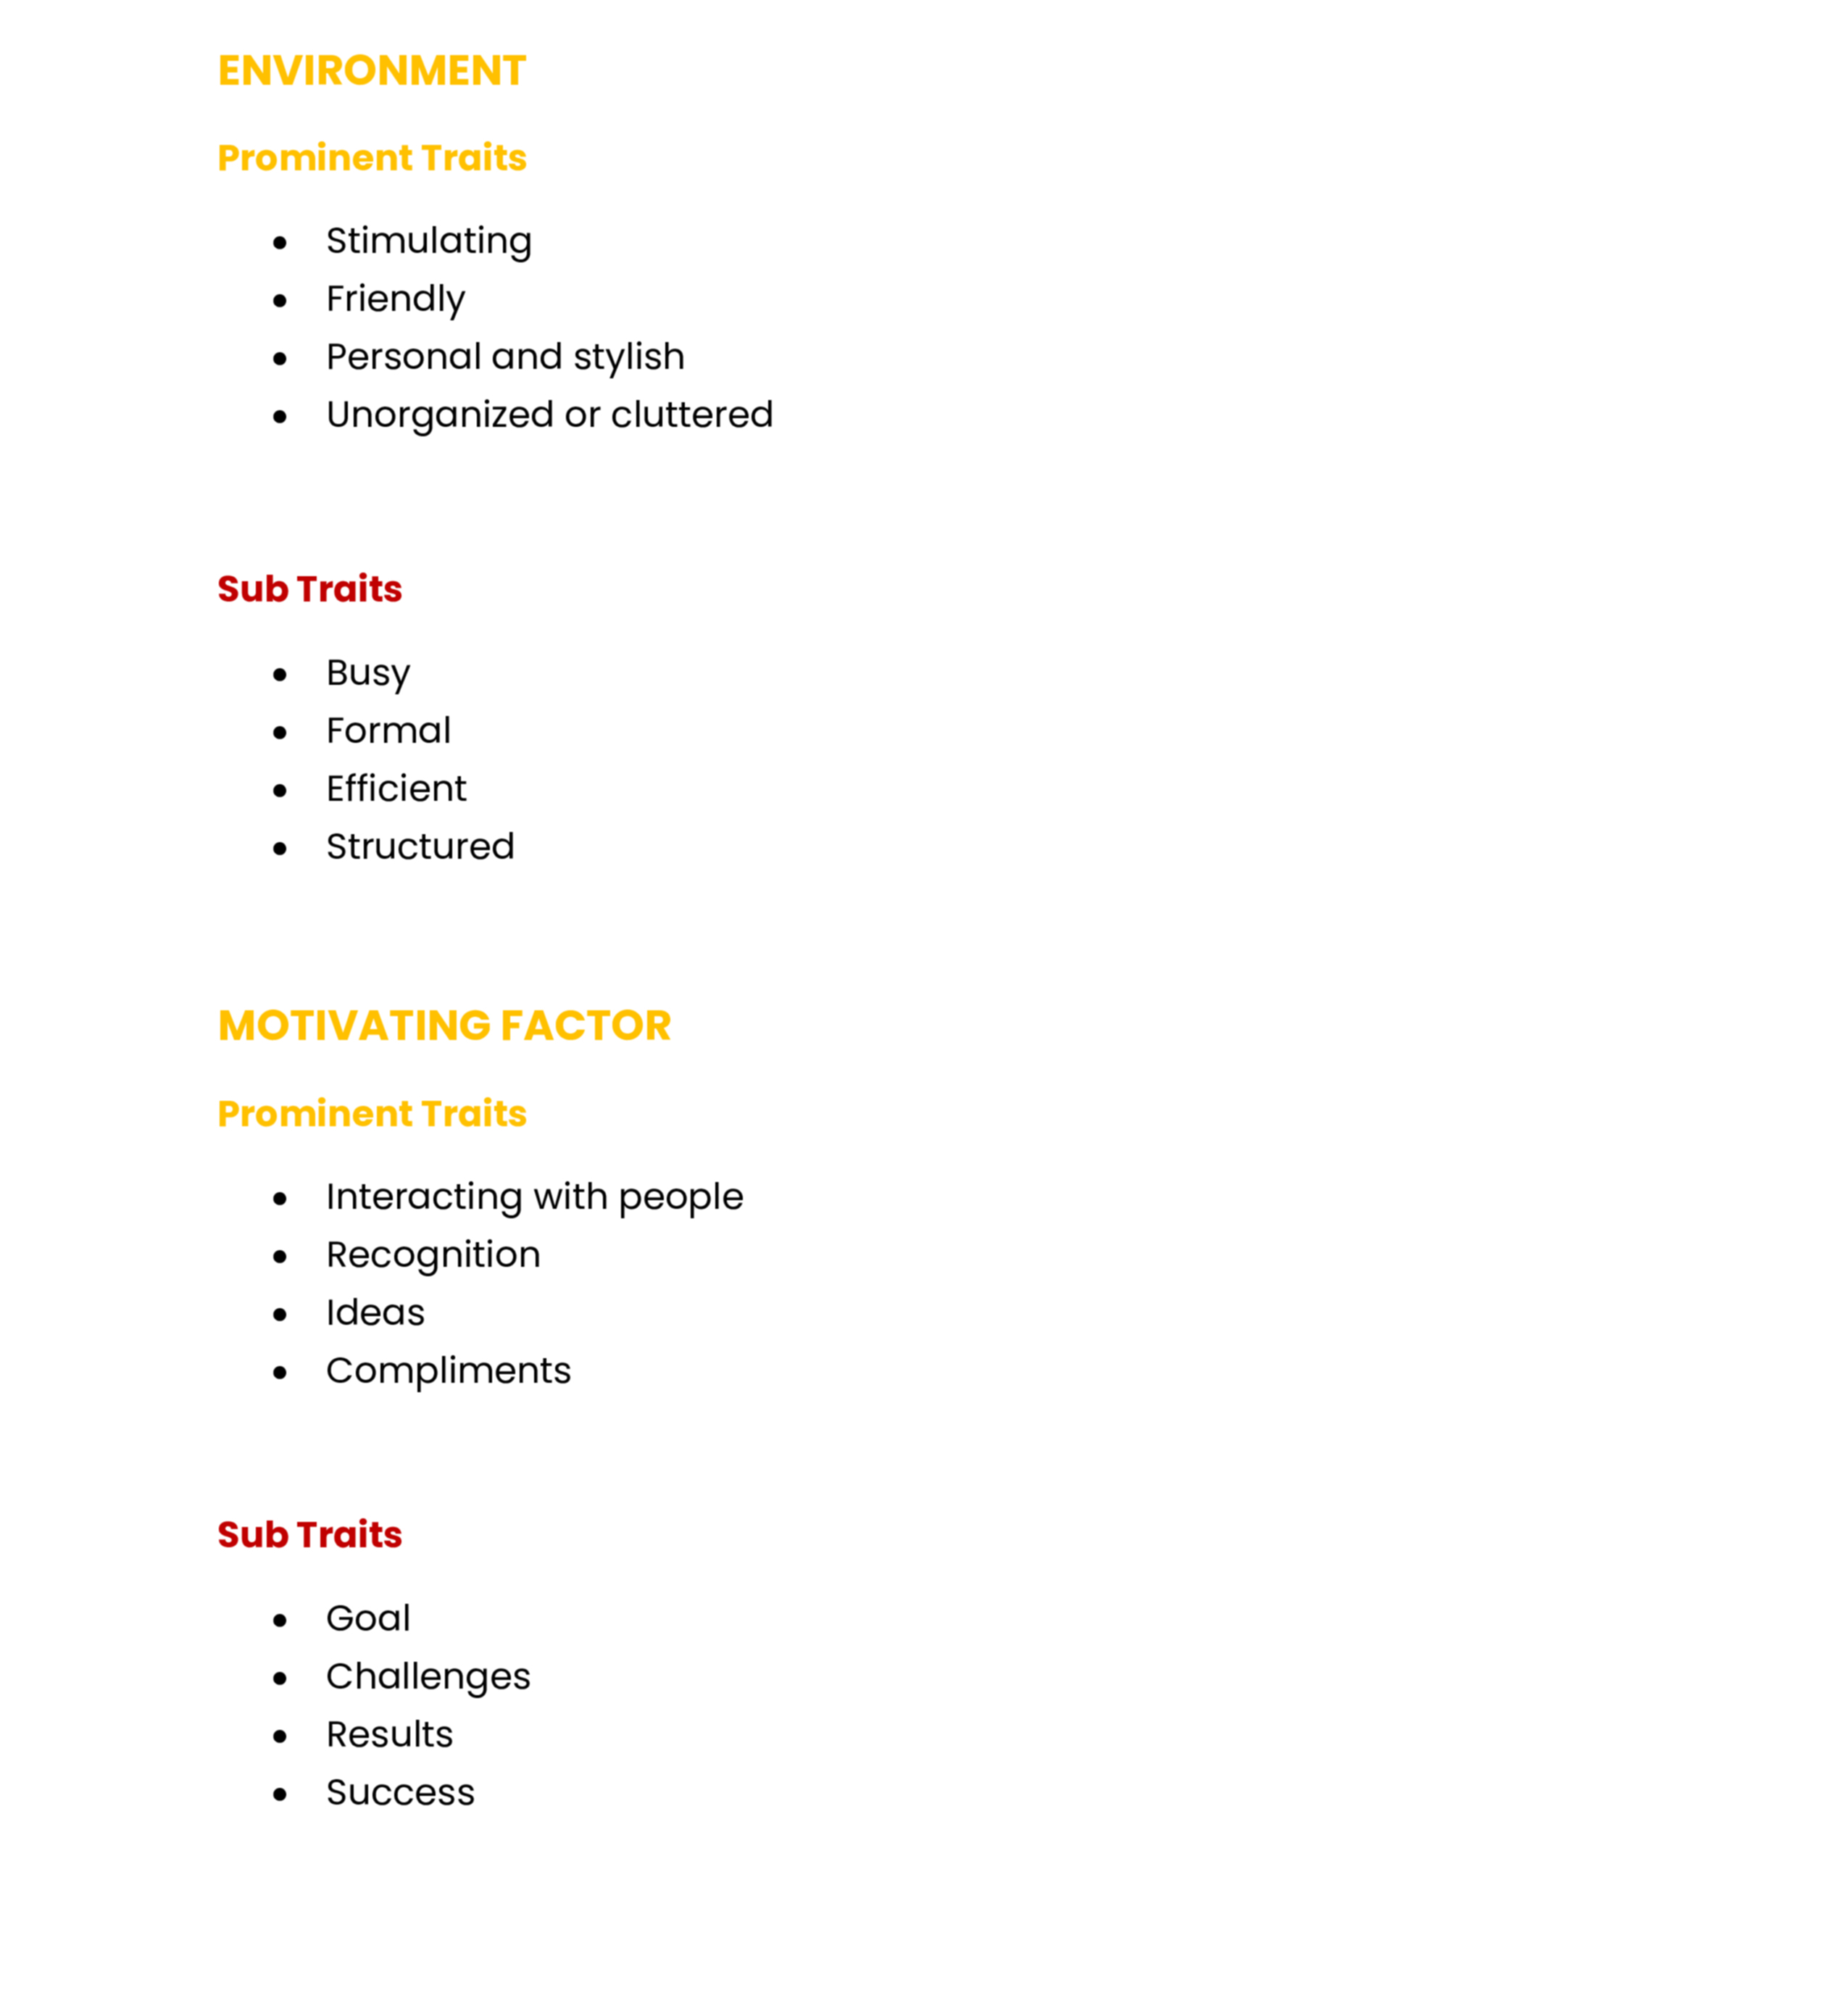 ENVIRONMENT
Prominent Traits
● Stimulating
● Friendly
● Personal and stylish
● Unorganized or cluttered
Sub Traits
● Busy
● Formal
● Efficient
● Structured
MOTIVATING FACTOR
Prominent Traits
● Interacting with people
● Recognition
● Ideas
● Compliments
Sub Traits
● Goal
● Challenges
● Results
● Success